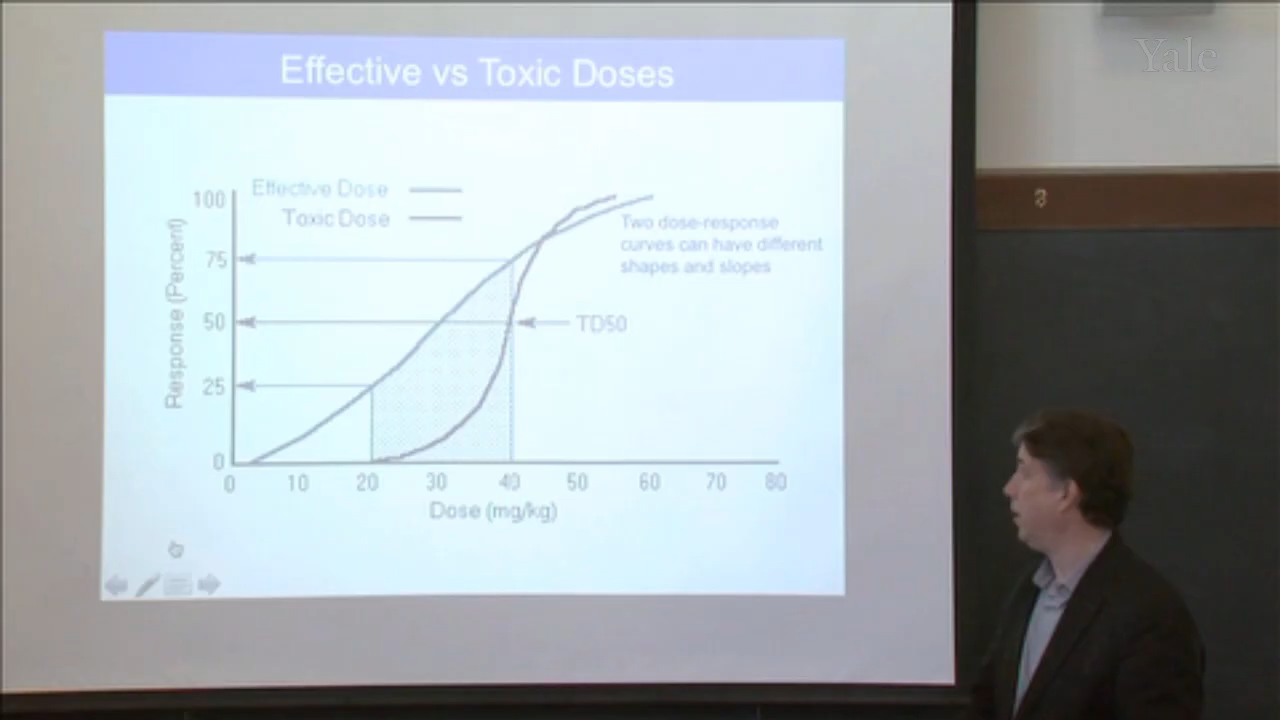 Yale
Effective vs Toxic Doses
Effective Dose
Toxic Dose
Two dose-response
curves can have different
shapes and slopes
TD50
Response (Percent)
100
75
50
25
0
0 10 20 30 40 50 60 70 80
Dose (mg/kg)